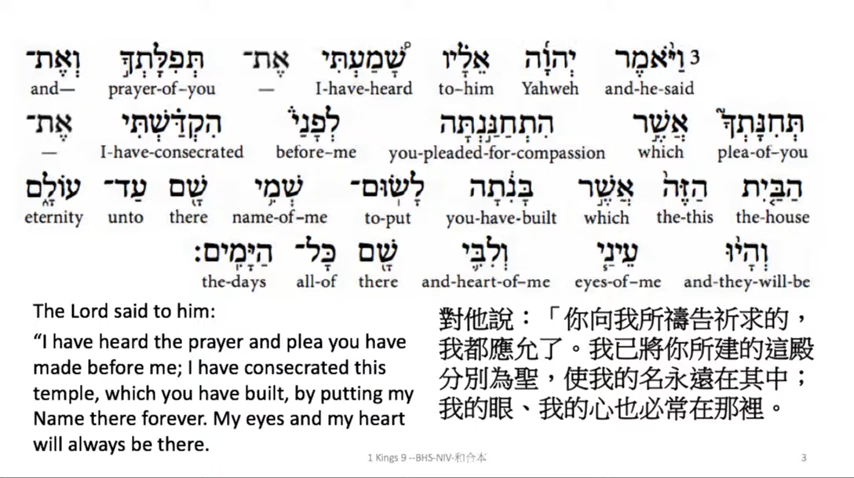 3 וַיֹּ֨אמֶר יְהוָ֜ה אֵלָ֗יו שָׁ֠מַעְתִּי אֶת־ תְּפִלָּתְךָ֣ וְאֶת־
and— prayer-of–you — I-have-heard to–him Yahweh and-he-said
תְּחִנָּתְךָ֮ אֲשֶׁ֣ר הִתְחַנַּ֣נְתָּה לְפָנַי֒ הִקְדַּ֗שְׁתִּי אֶת־
— I-have-consecrated before–me you-pleaded-for-compassion which plea-of–you
הַבַּ֤יִת הַזֶּה֙ אֲשֶׁ֣ר בָּנִ֔תָה לָשֽׂוּם־ שְׁמִ֥י שָׁ֖ם עַד־ עוֹלָ֑ם
eternity unto there name-of–me to-put you-have-built which the-this the-house
וְהָי֨וּ עֵינַ֧י וְלִבִּ֛י שָׁ֖ם כָּל־ הַיָּמִֽים׃
the-days all-of there and-heart-of–me eyes-of–me and-they-will-be
The Lord said to him:
“I have heard the prayer and plea you have
made before me; I have consecrated this
temple, which you have built, by putting my
Name there forever. My eyes and my heart
will always be there.
對他說：「你向我所禱告祈求的，
我都應允了。我已將你所建的這殿
分別為聖，使我的名永遠在其中；
我的眼、我的心也必常在那裡。
1 Kings 9 --BHS-NIV-和合本
3